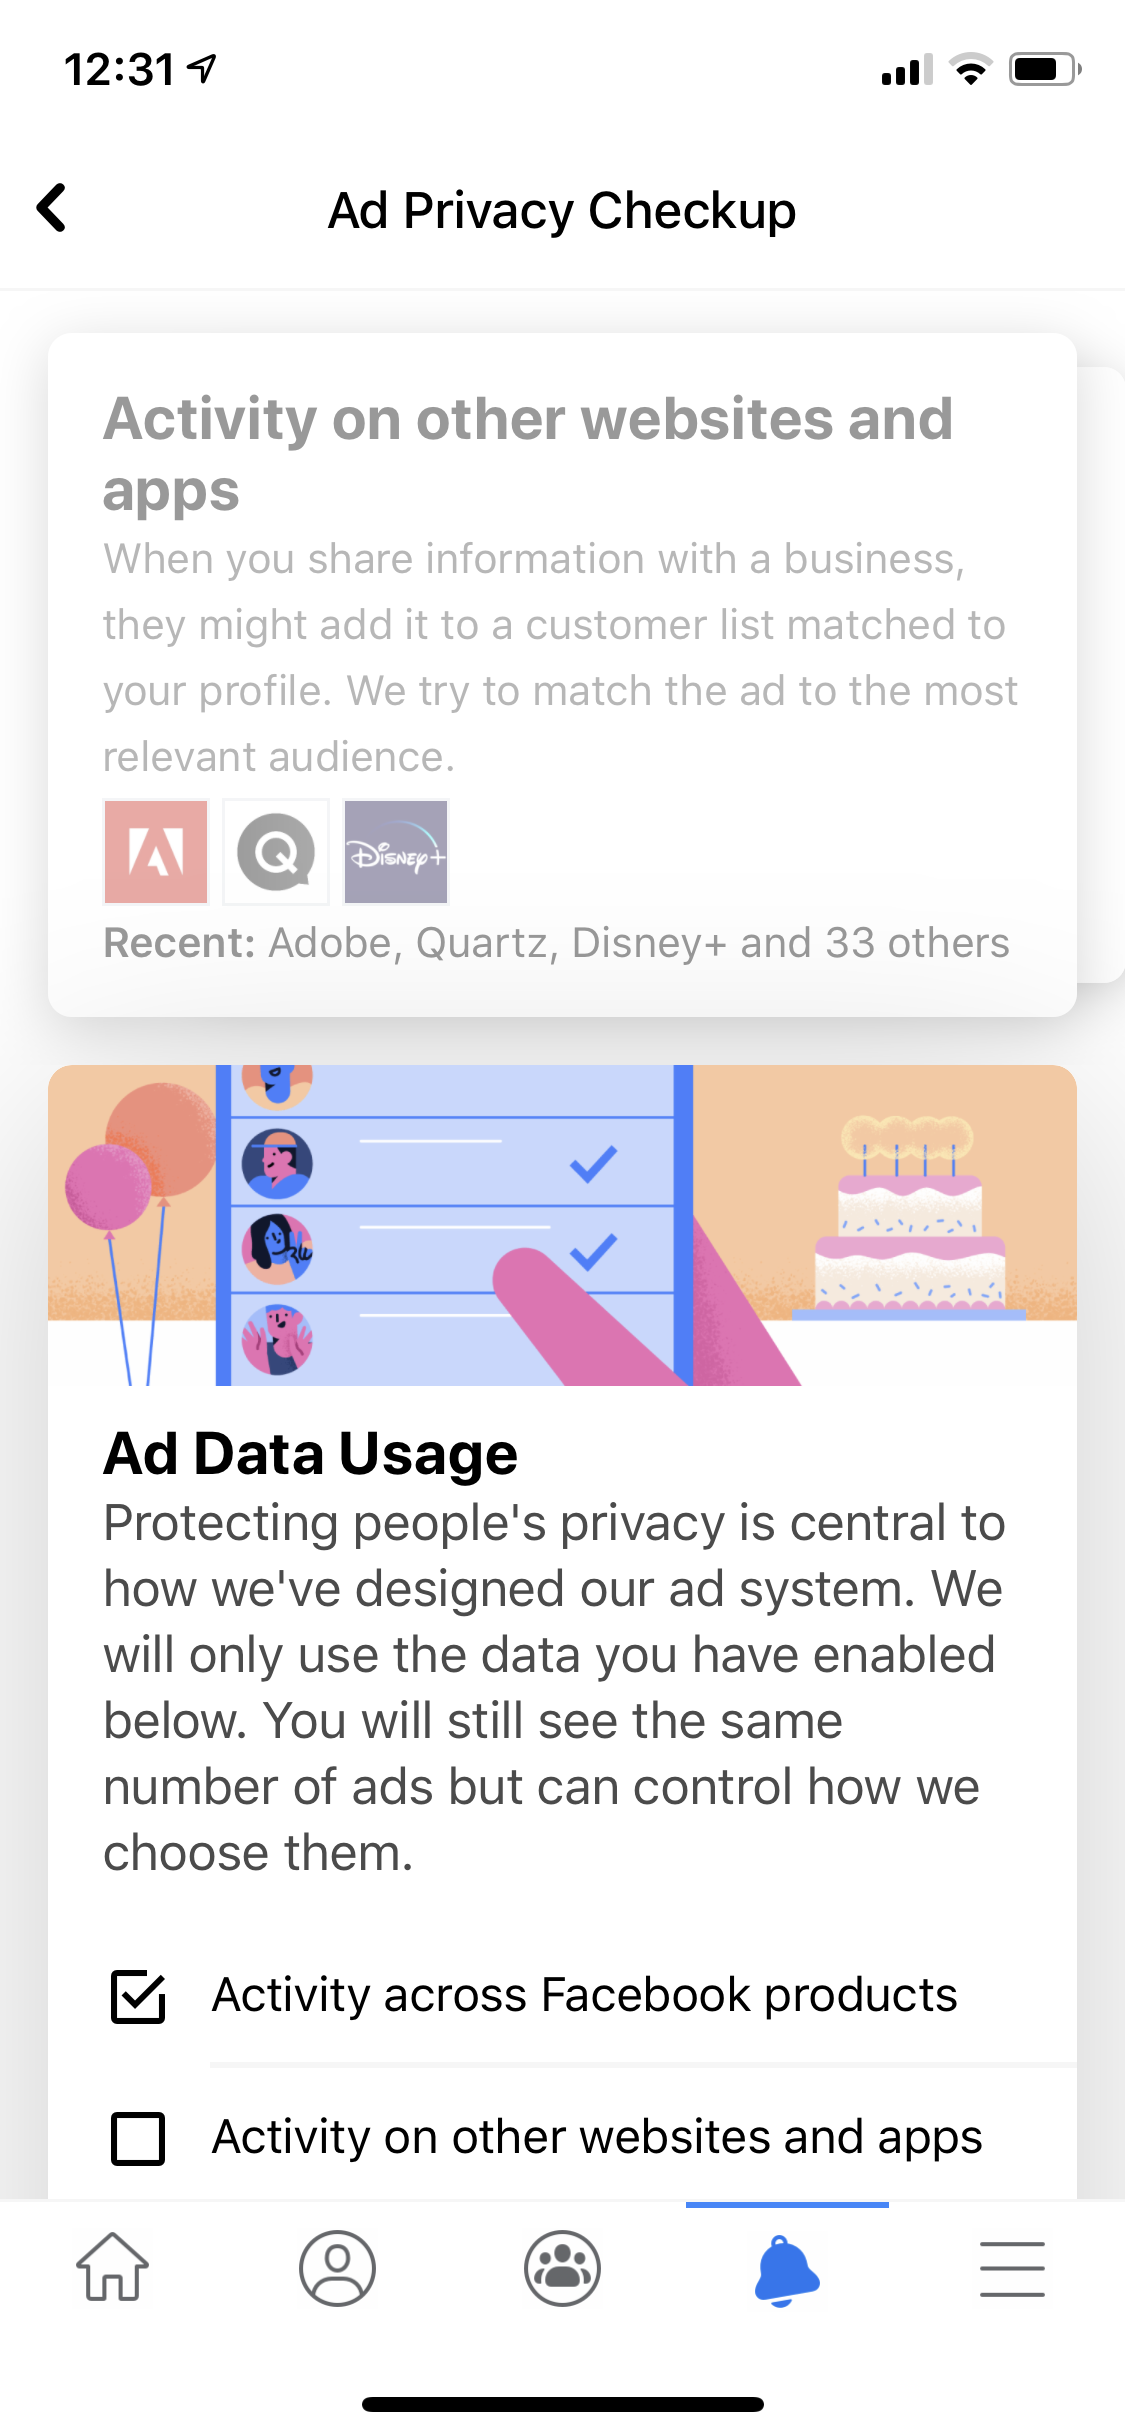 12:31
Ad Privacy Checkup
Activity on other websites and
apps
When you share information with a business,
they might add it to a customer list matched to
your profile. We try to match the ad to the most
relevant audience.
Disney+
Recent: Adobe, Quartz, Disney+ and 33 others
Ad Data Usage
Protecting people's privacy is central to
how we've designed our ad system. We
will only use the data you have enabled
below. You will still see the same
number of ads but can control how we
choose them.
Activity across Facebook products
Activity on other websites and apps